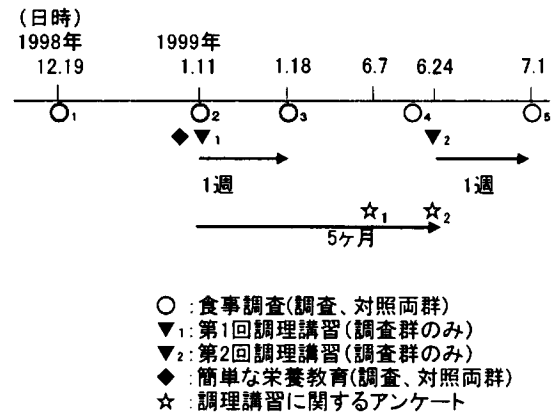 (日時)
1998年 1999年
12.19 1.11 1.18 6.7 6.24 7.1
○1 ○2 ○3 ○4 ○5
◆ ▼1 ▼2
1週 1週
☆1 ☆2
5ヶ月
○ :食事調査(調査、対照両群)
▼1:第1回調理講習(調査群のみ)
▼2:第2回調理講習(調査群のみ)
◆ :簡単な栄養教育(調査、対照両群)
☆ :調理講習に関するアンケート